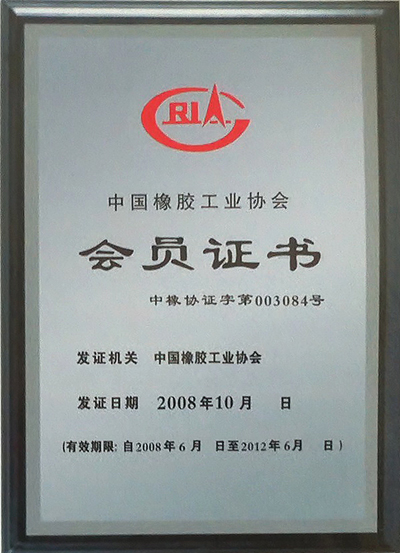 CRIA
中国橡胶工业协会
会员证书
中橡协证字第003084号
发证机关 中国橡胶工业协会
发证日期 2008年10月 日
(有效期限: 自2008年6月 日至2012年6月 日)